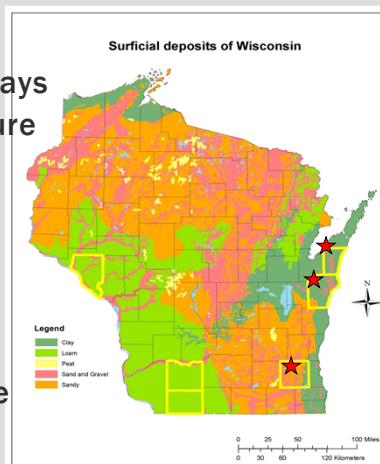 Surficial deposits of Wisconsin
ays
ure
Legend
Clay
Loam
Peat
Sand and Gravel
Sandy
e
N
0 25 50 100 Miles
0 30 60 120 Kilometers